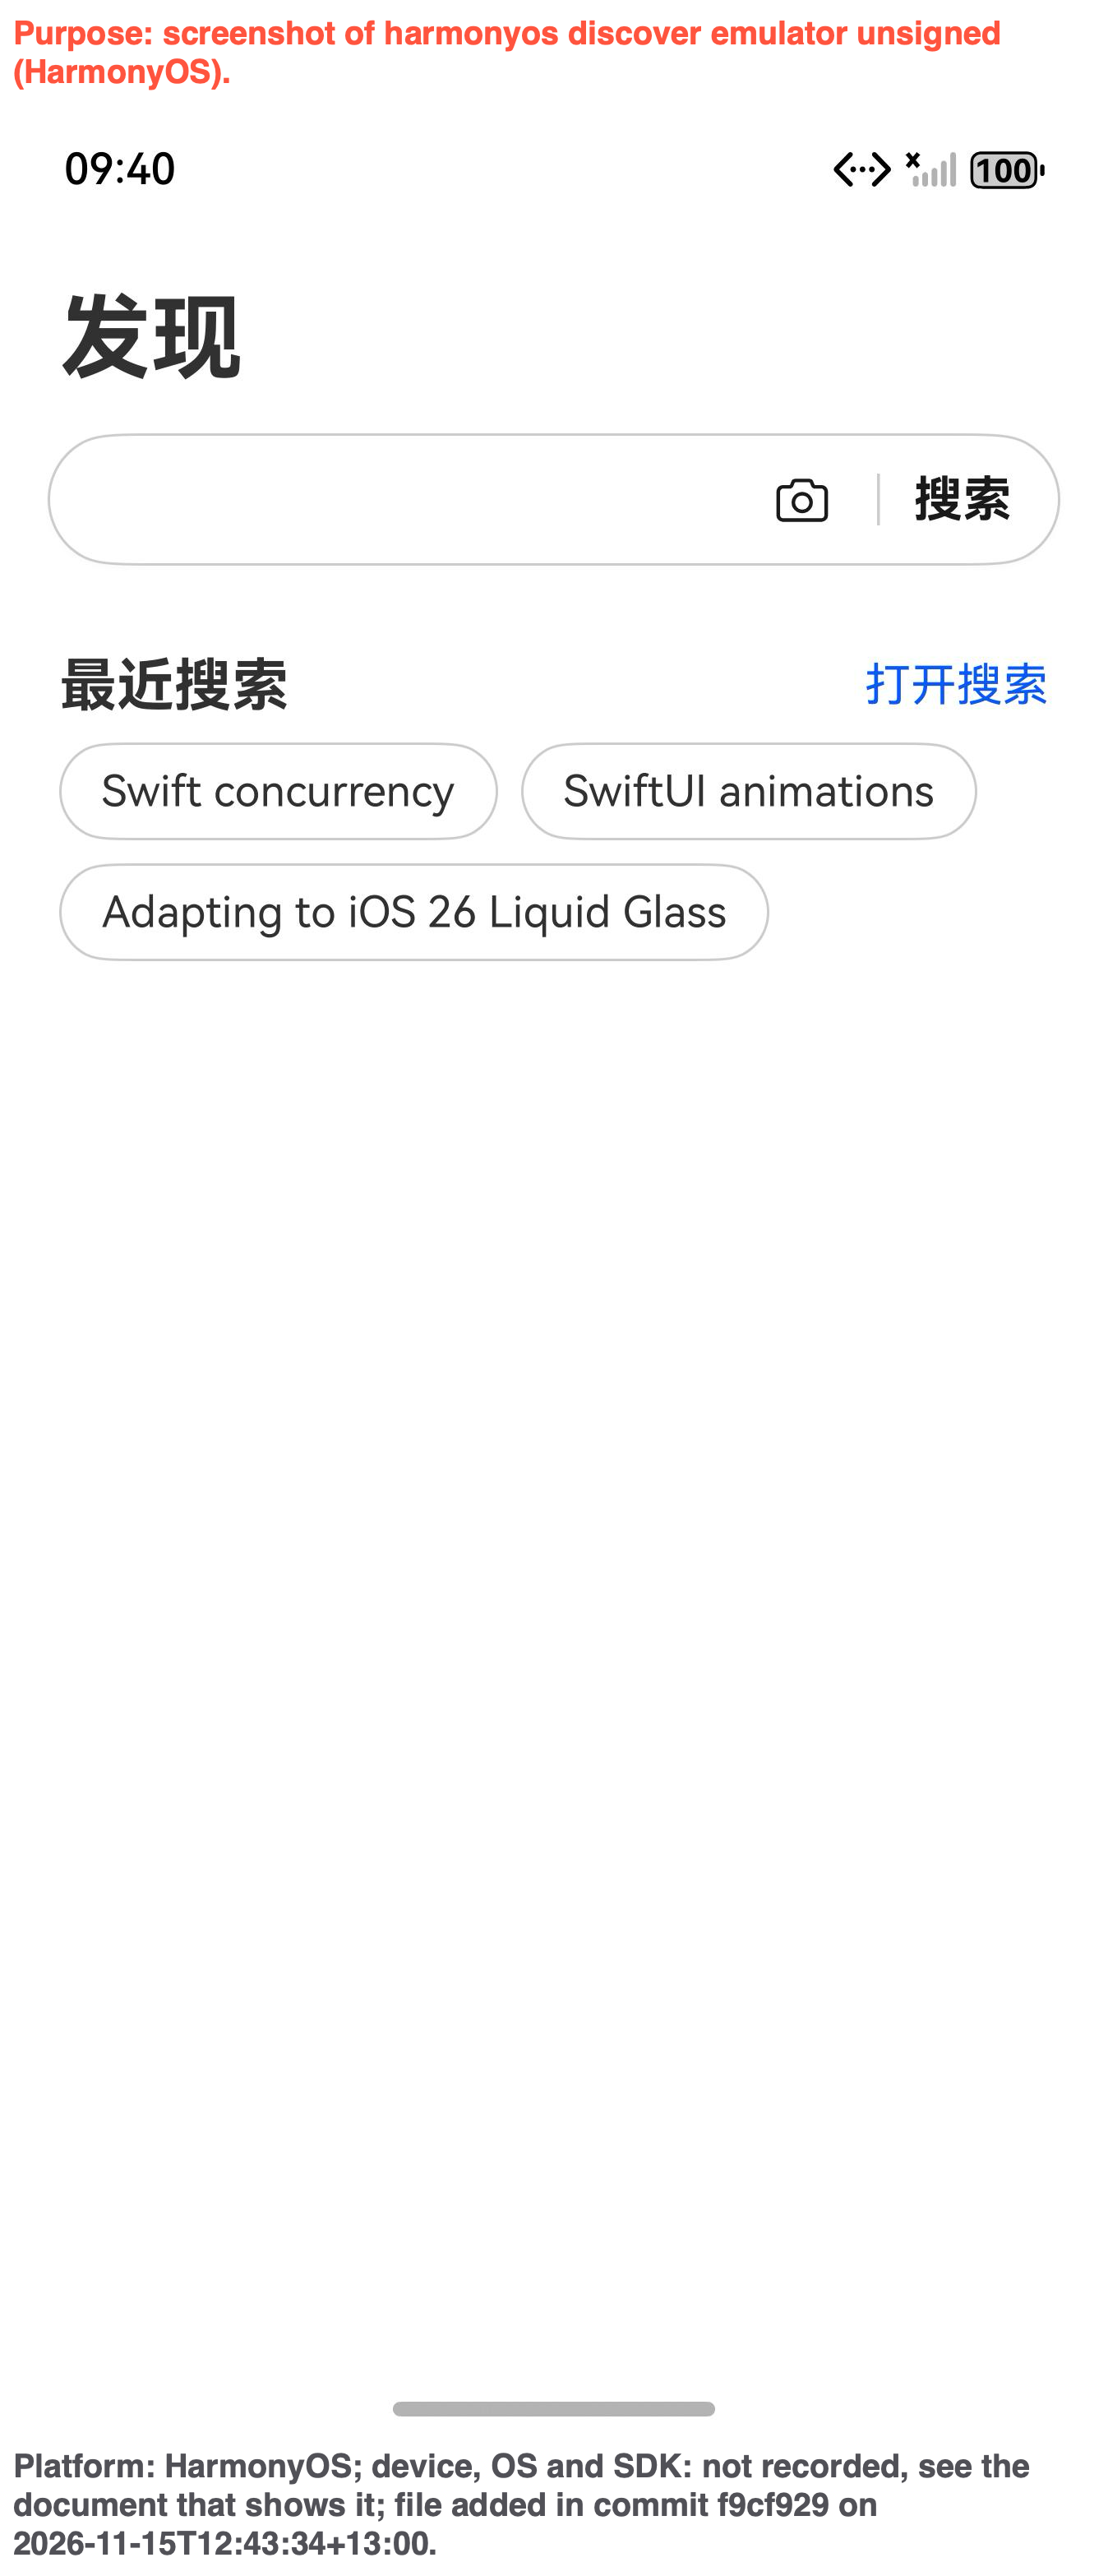 Purpose: screenshot of harmonyos discover emulator unsigned
(HarmonyOS).
09:40
100
发现
搜索
最近搜索
打开搜索
Swift concurrency
SwiftUI animations
Adapting to iOS 26 Liquid Glass
Platform: HarmonyOS; device, OS and SDK: not recorded, see the
document that shows it; file added in commit f9cf929 on
2026-11-15T12:43:34+13:00.